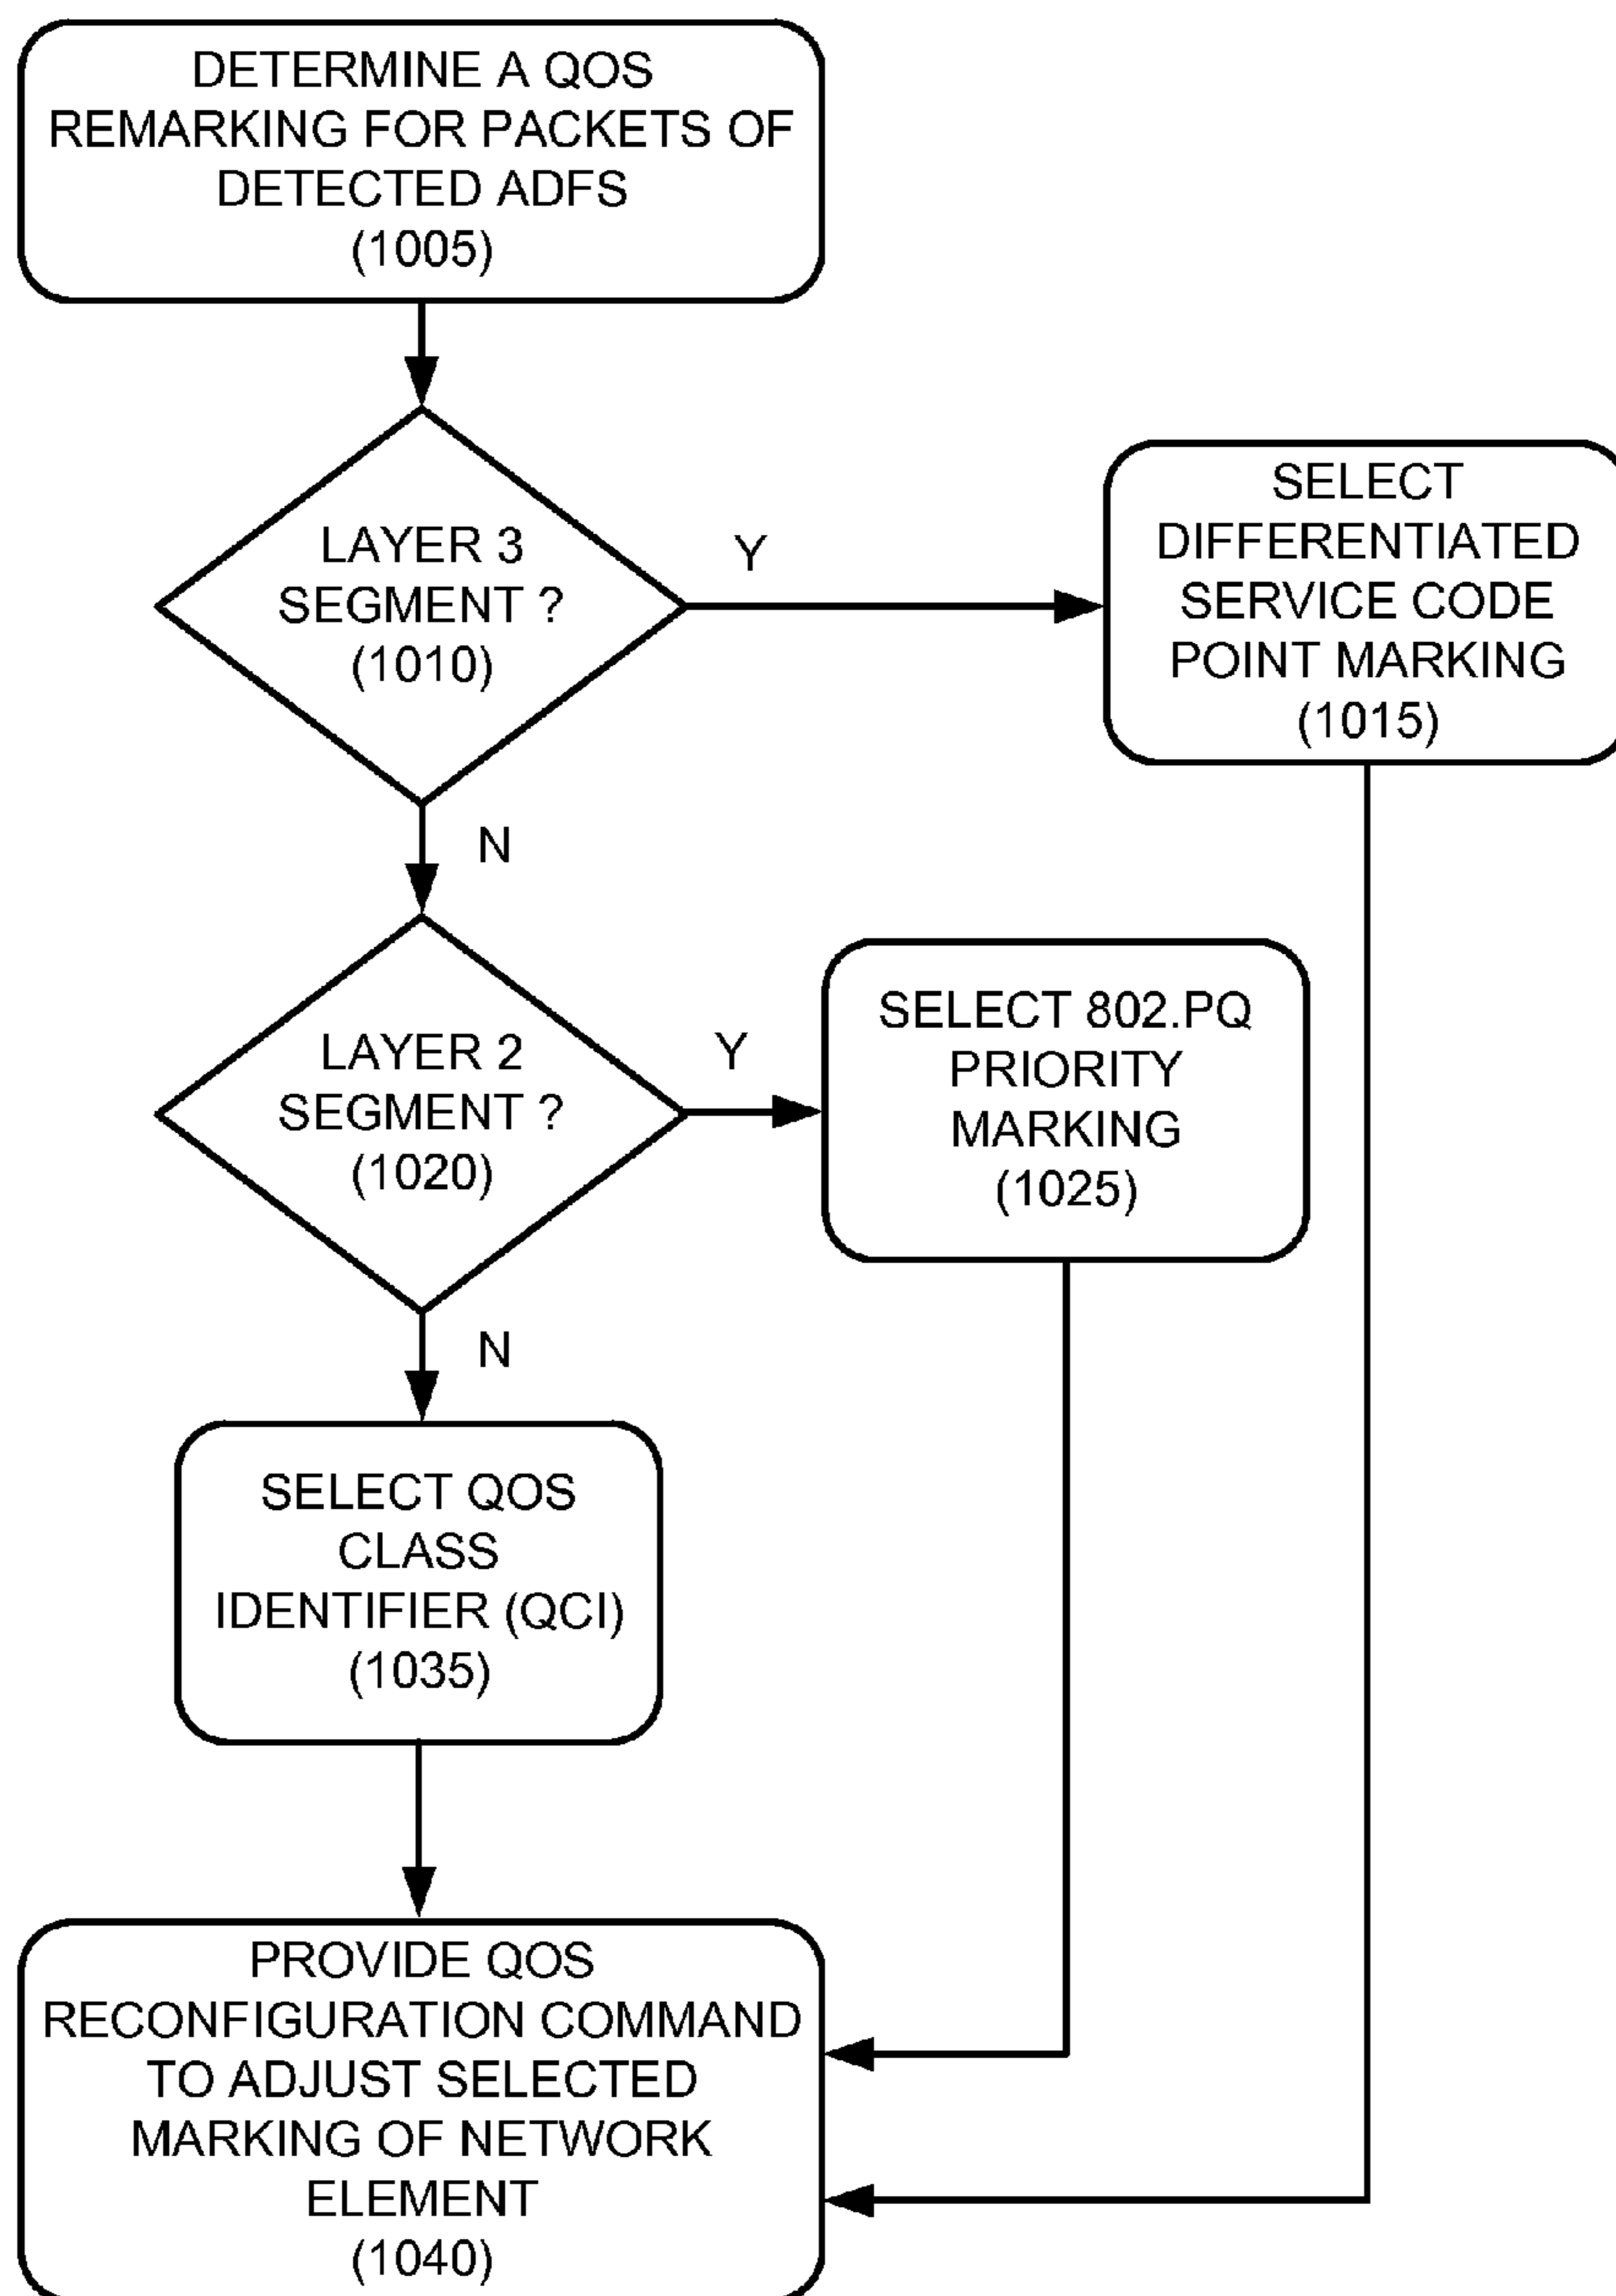 DETERMINE A QOS
REMARKING FOR PACKETS OF
DETECTED ADFS
(1005)
LAYER 3
SEGMENT ?
(1010)
Y
SELECT
DIFFERENTIATED
SERVICE CODE
POINT MARKING
(1015)
N
LAYER 2
SEGMENT ?
(1020)
Y
SELECT 802.PQ
PRIORITY
MARKING
(1025)
N
SELECT QOS
CLASS
IDENTIFIER (QCI)
(1035)
PROVIDE QOS
RECONFIGURATION COMMAND
TO ADJUST SELECTED
MARKING OF NETWORK
ELEMENT
(1040)